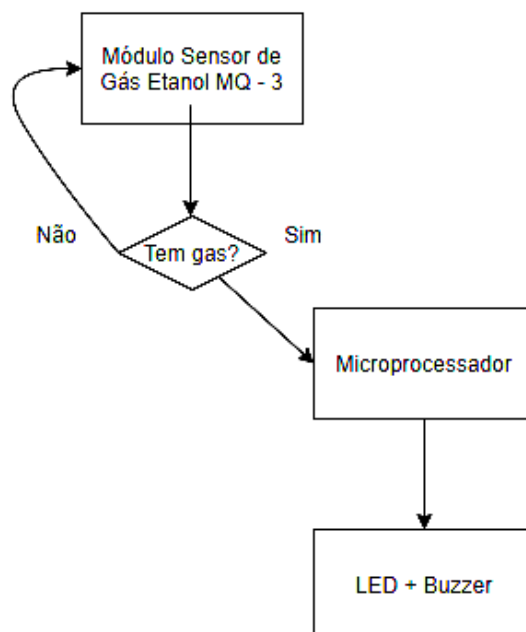 Módulo Sensor de
Gás Etanol MQ - 3
Não
Tem gas?
Sim
Microprocessador
LED + Buzzer